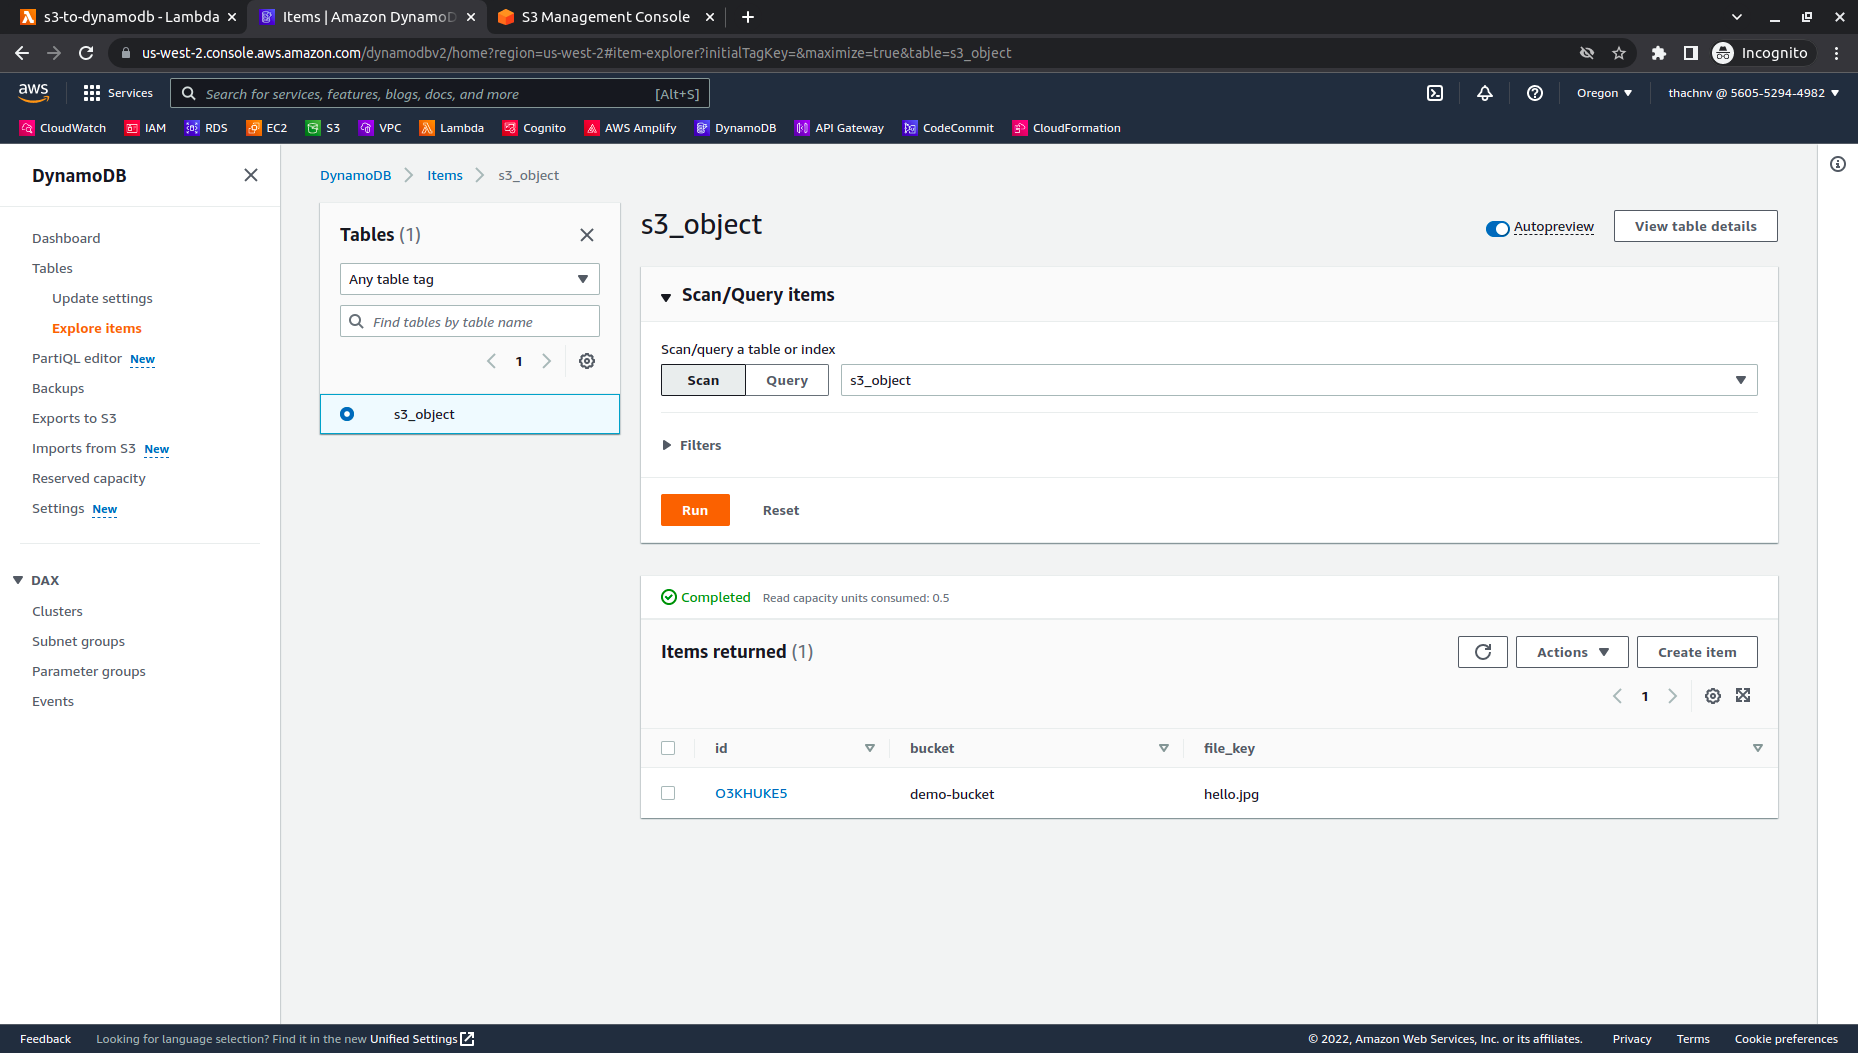 s3-to-dynamodb - Lambda
Items | Amazon DynamoD
S3 Management Console
us-west-2.console.aws.amazon.com/dynamodbv2/home?region=us-west-2#item-explorer?initialTagKey=&maximize=true&table=s3_object
Incognito
aws
Services
Search for services, features, blogs, docs, and more
[Alt+S]
Oregon
thachnv @ 5605-5294-4982
CloudWatch
IAM
RDS
EC2
S3
VPC
Lambda
Cognito
AWS Amplify
DynamoDB
API Gateway
CodeCommit
CloudFormation
DynamoDB
Dashboard
Tables
Update settings
Explore items
PartiQL editor New
Backups
Exports to S3
Imports from S3 New
Reserved capacity
Settings New
DAX
Clusters
Subnet groups
Parameter groups
Events
DynamoDB
Items
s3_object
Tables (1)
Any table tag
Find tables by table name
1
s3_object
s3_object
Autopreview
View table details
Scan/Query items
Scan/query a table or index
Scan
Query
s3_object
Filters
Run
Reset
Completed
Read capacity units consumed: 0.5
Items returned (1)
Actions
Create item
1
id
bucket
file_key
O3KHUKE5
demo-bucket
hello.jpg
Feedback
Looking for language selection? Find it in the new Unified Settings
© 2022, Amazon Web Services, Inc. or its affiliates.
Privacy
Terms
Cookie preferences